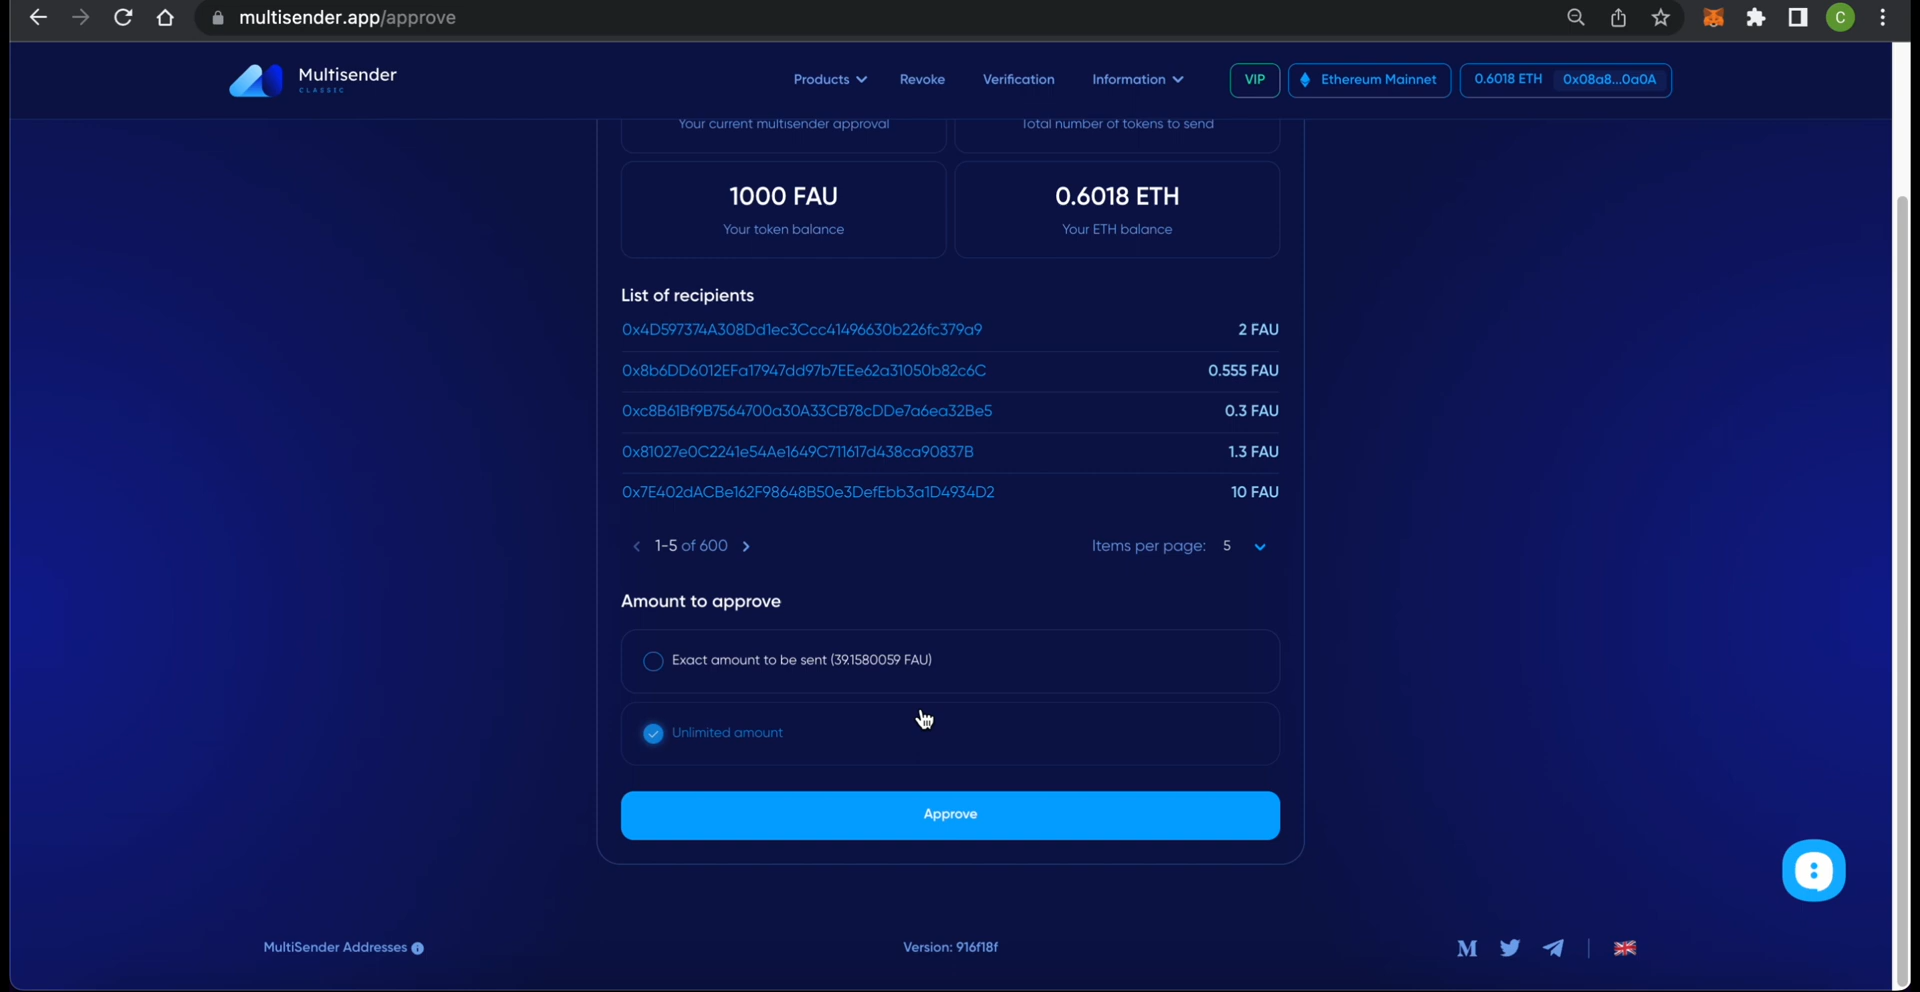 multisender.app/approve
C
Multisender
CLASSIC
Products
Revoke
Verification
Information
VIP
Ethereum Mainnet
0.6018 ETH 0x08a8...0a0A
Your current multisender approval
Total number of tokens to send
1000 FAU
Your token balance
0.6018 ETH
Your ETH balance
List of recipients
0x4D597374A308Dd1ec3Ccc41496630b226fc379a9 2 FAU
0x8b6DD6012EFa17947dd97b7EEe62a31050b82c6C 0.555 FAU
0xc8B61Bf9B7564700a30A33CB78cDDe7a6ea32Be5 0.3 FAU
0x81027e0C2241e54Ae1649C711617d438ca90837B 1.3 FAU
0x7E402dACBe162F98648B50e3DefEbb3a1D4934D2 10 FAU
1-5 of 600
Items per page: 5
Amount to approve
Exact amount to be sent (39.1580059 FAU)
Unlimited amount
Approve
MultiSender Addresses
Version: 916f18f